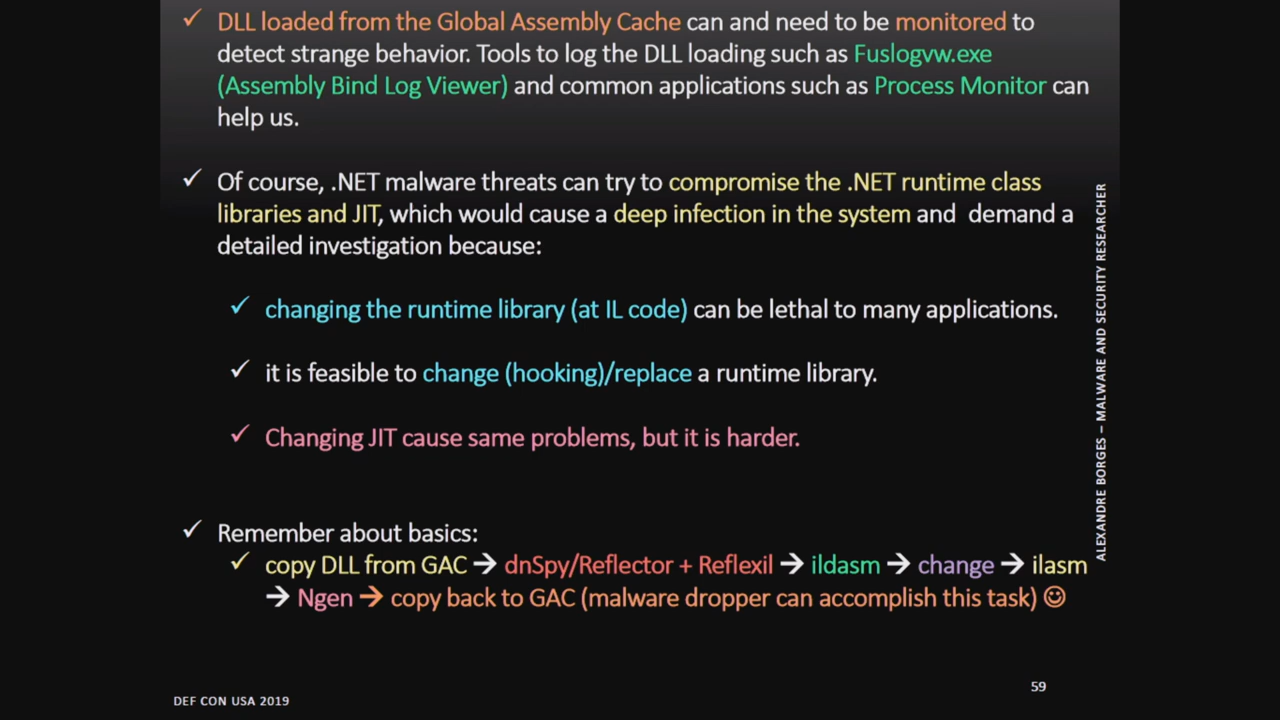 ✓ DLL loaded from the Global Assembly Cache can and need to be monitored to
detect strange behavior. Tools to log the DLL loading such as Fuslogvw.exe
(Assembly Bind Log Viewer) and common applications such as Process Monitor can
help us.
✓ Of course, .NET malware threats can try to compromise the .NET runtime class
libraries and JIT, which would cause a deep infection in the system and demand a
detailed investigation because:
✓ changing the runtime library (at IL code) can be lethal to many applications.
✓ it is feasible to change (hooking)/replace a runtime library.
✓ Changing JIT cause same problems, but it is harder.
✓ Remember about basics:
✓ copy DLL from GAC → dnSpy/Reflector + Reflexil → ildasm → change → ilasm
→ Ngen → copy back to GAC (malware dropper can accomplish this task) ☺
ALEXANDRE BORGES – MALWARE AND SECURITY RESEARCHER
DEF CON USA 2019
59